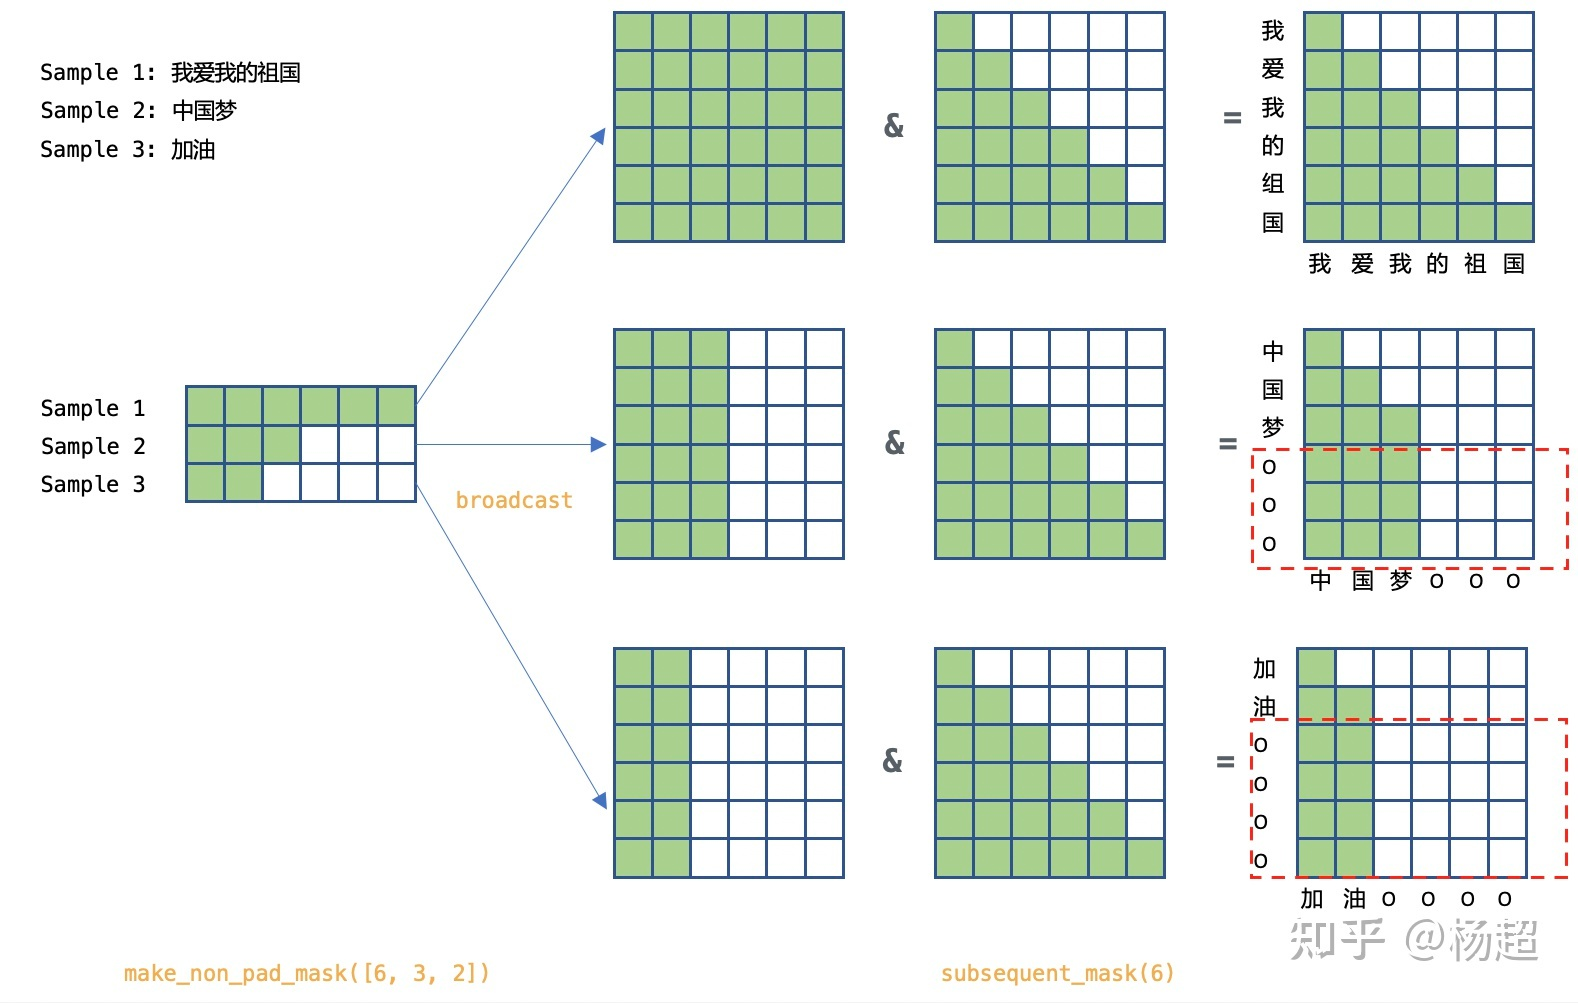 Sample 1: 我爱我的祖国
Sample 2: 中国梦
Sample 3: 加油
&
=
我
爱
我
的
组
国
我 爱 我 的 祖 国
Sample 1
Sample 2
Sample 3
broadcast
&
=
中
国
梦
o
o
o
中 国 梦 o o o
&
=
加
油
o
o
o
o
加 油 o o o o
知乎 @杨超
make_non_pad_mask([6, 3, 2])
subsequent_mask(6)